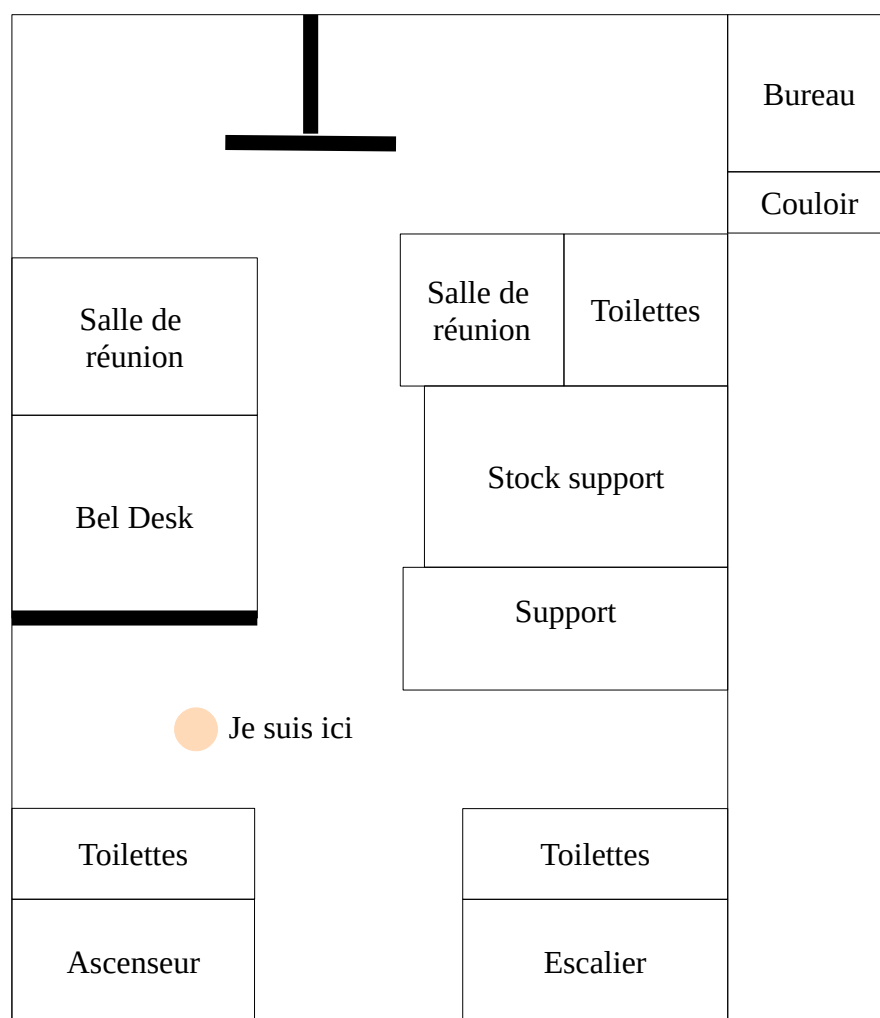 Bureau
Couloir
Salle de
réunion
Salle de
réunion
Toilettes
Stock support
Bel Desk
Support
Je suis ici
Toilettes
Toilettes
Ascenseur
Escalier